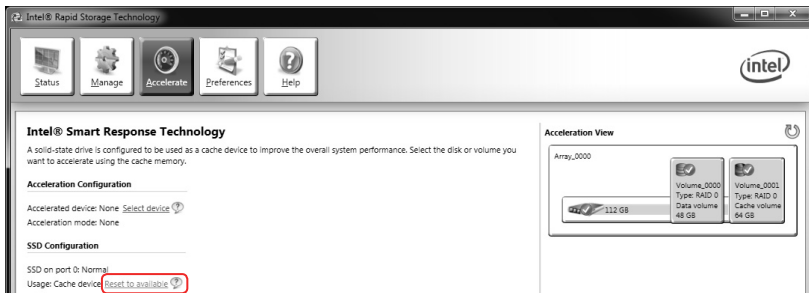 Intel® Rapid Storage Technology
Status
Manage
Accelerate
Preferences
Help
intel
Intel® Smart Response Technology
A solid-state drive is configured to be used as a cache device to improve the overall system performance. Select the disk or volume you
want to accelerate using the cache memory.
Acceleration Configuration
Accelerated device: None Select device
Acceleration mode: None
SSD Configuration
SSD on port 0: Normal
Usage: Cache device Reset to available
Acceleration View
Array_0000
112 GB
Volume_0000
Type: RAID 0
Data volume
48 GB
Volume_0001
Type: RAID 0
Cache volume
64 GB